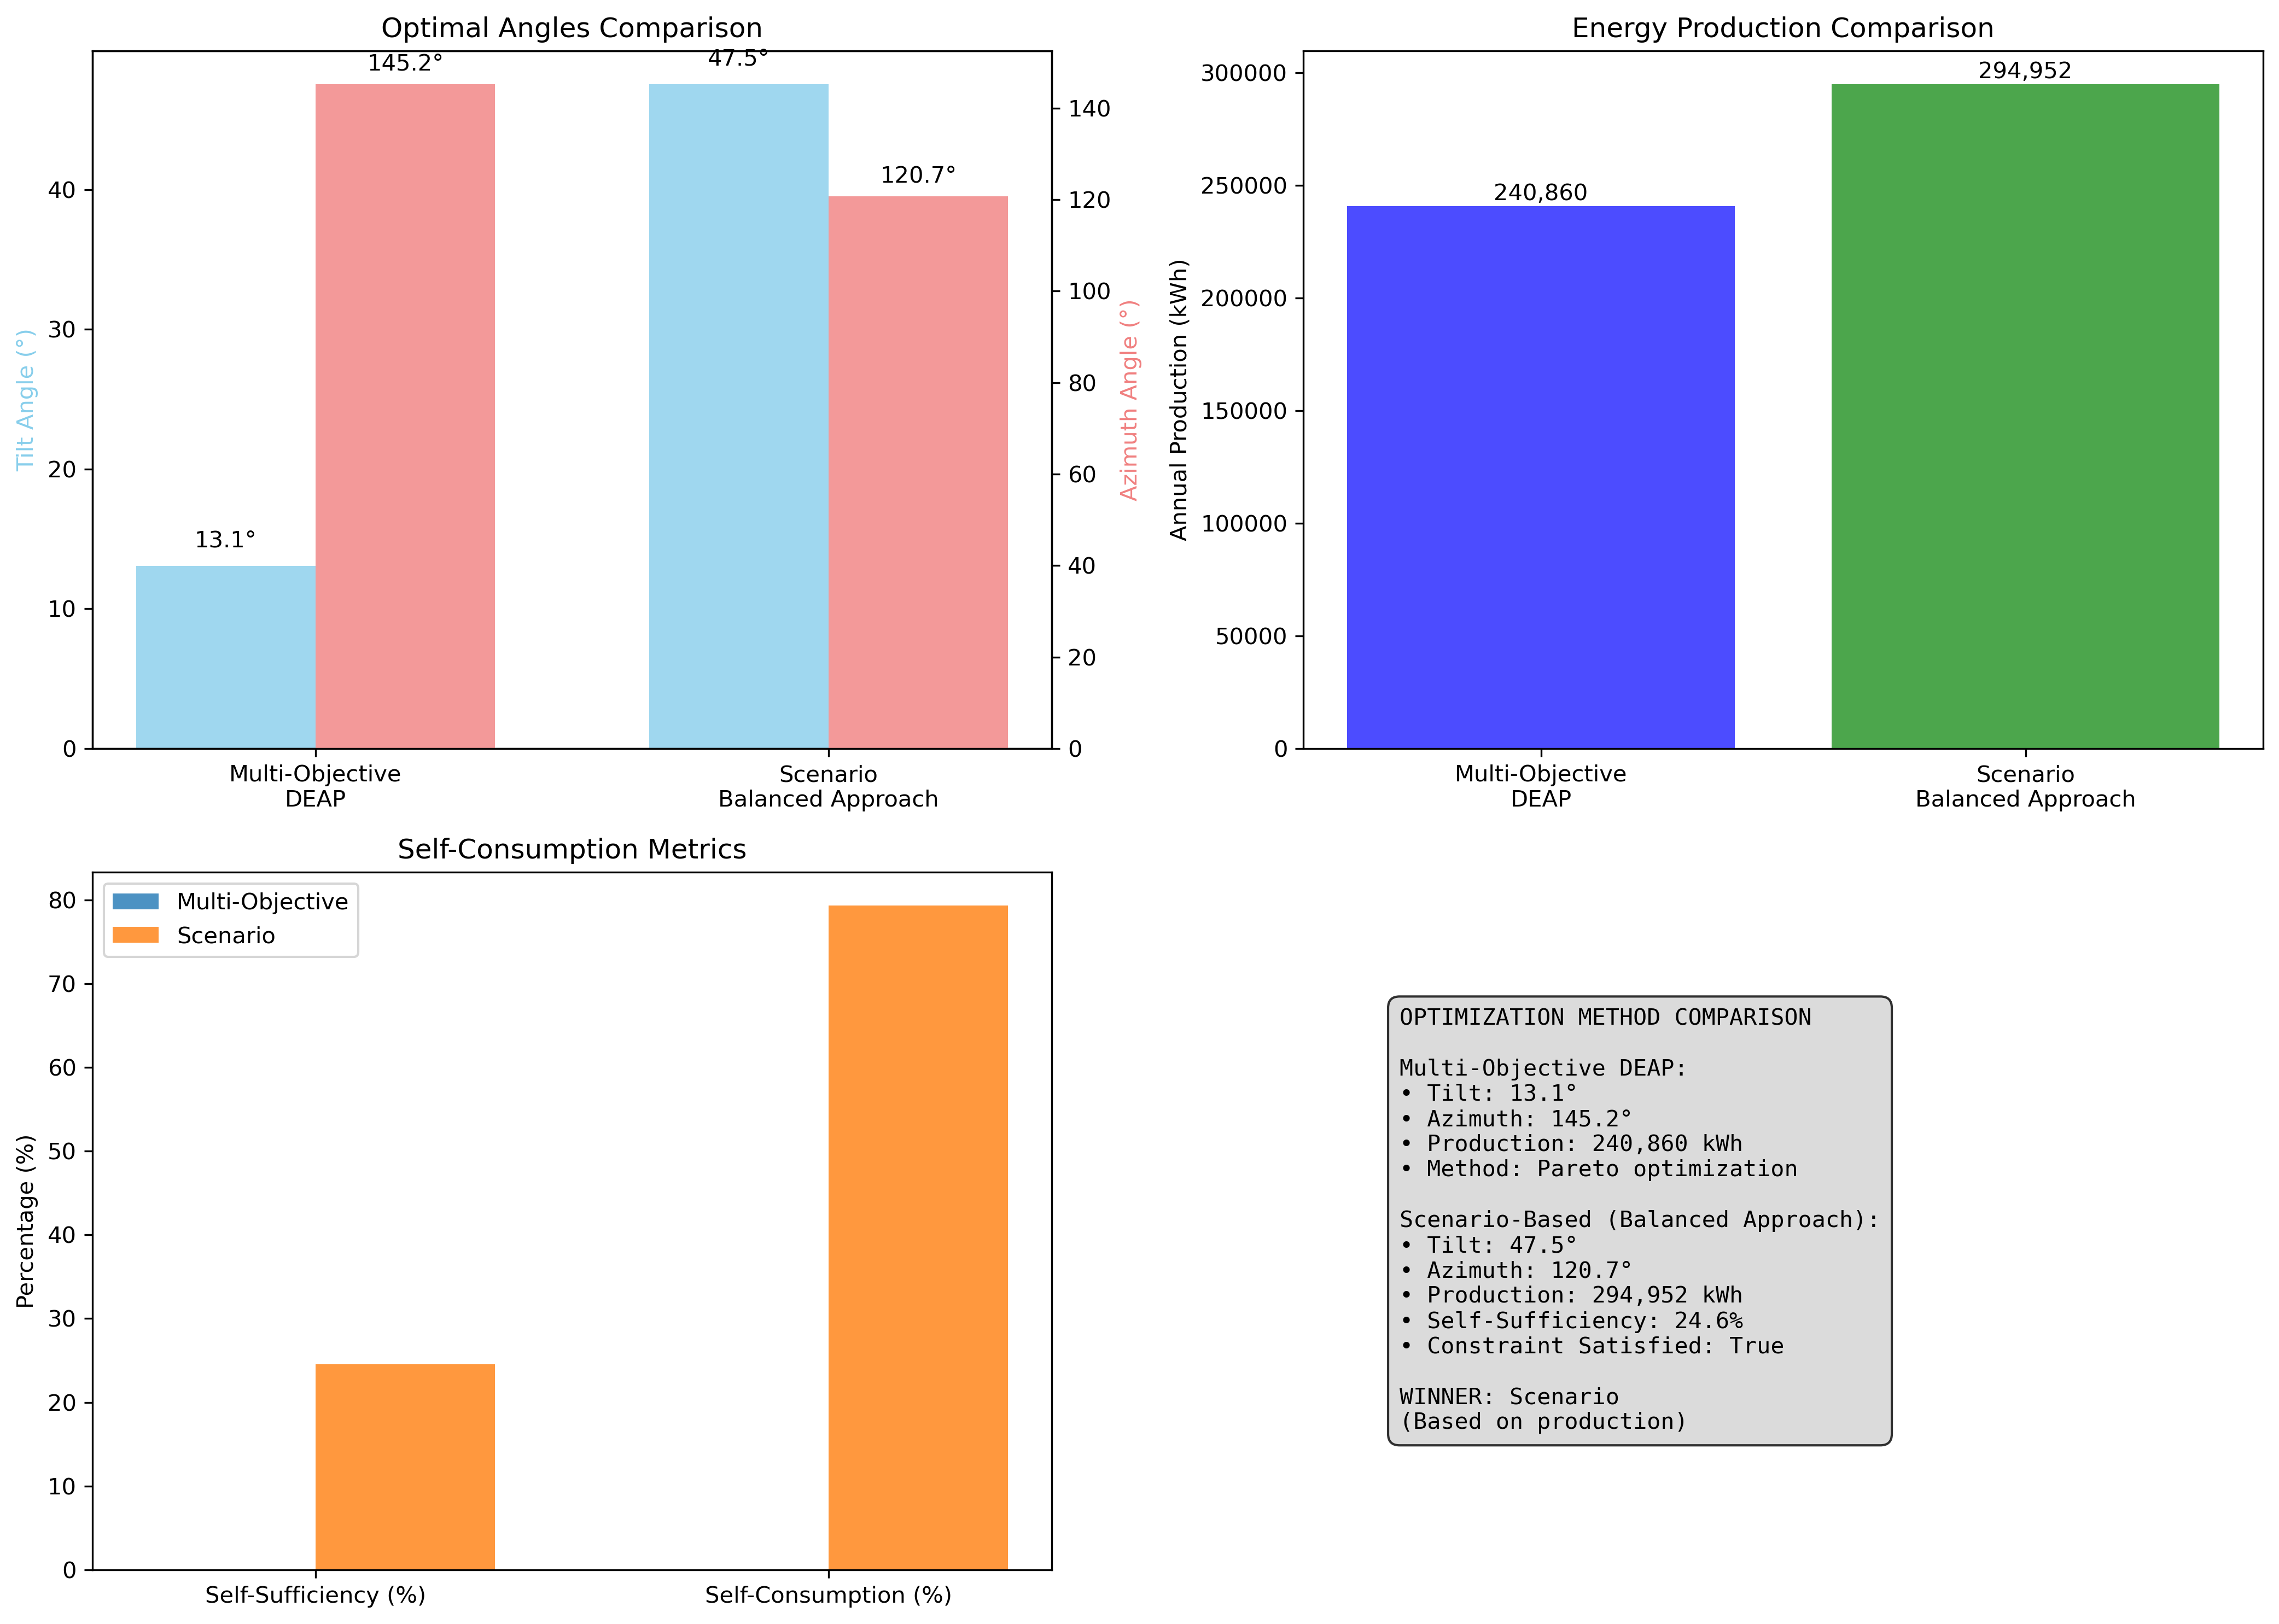 Optimal Angles Comparison
145.2°
47.5°
120.7°
13.1°
Tilt Angle (°)
40
30
20
10
0
140
120
100
80
60
40
20
0
Azimuth Angle (°)
Multi-Objective
DEAP
Scenario
Balanced Approach
Energy Production Comparison
294,952
240,860
Annual Production (kWh)
300000
250000
200000
150000
100000
50000
0
Multi-Objective
DEAP
Scenario
Balanced Approach
Self-Consumption Metrics
Multi-Objective
Scenario
Percentage (%)
80
70
60
50
40
30
20
10
0
Self-Sufficiency (%)
Self-Consumption (%)
OPTIMIZATION METHOD COMPARISON
Multi-Objective DEAP:
• Tilt: 13.1°
• Azimuth: 145.2°
• Production: 240,860 kWh
• Method: Pareto optimization
Scenario-Based (Balanced Approach):
• Tilt: 47.5°
• Azimuth: 120.7°
• Production: 294,952 kWh
• Self-Sufficiency: 24.6%
• Constraint Satisfied: True
WINNER: Scenario
(Based on production)